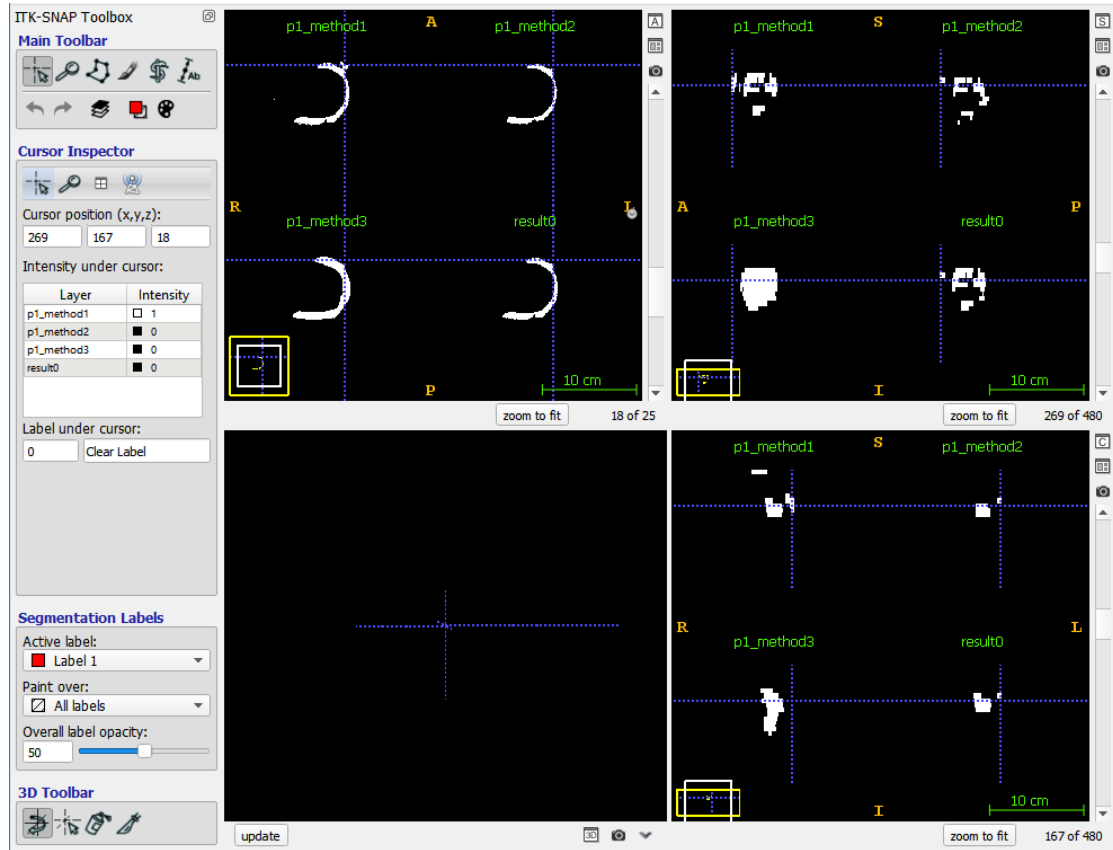 ITK-SNAP Toolbox
Main Toolbar
Ab
Cursor Inspector
Cursor position (x,y,z):
269 167 18
Intensity under cursor:
Layer Intensity
p1_method1 1
p1_method2 0
p1_method3 0
result0 0
Label under cursor:
0 Clear Label
Segmentation Labels
Active label:
Label 1
Paint over:
All labels
Overall label opacity:
50
3D Toolbar
p1_method1 A p1_method2
R L
p1_method3 result0
P 10 cm
zoom to fit 18 of 25
A
p1_method1 S p1_method2
A P
p1_method3 result0
I 10 cm
zoom to fit 269 of 480
S
update 3D
p1_method1 S p1_method2
R L
p1_method3 result0
I 10 cm
zoom to fit 167 of 480
C